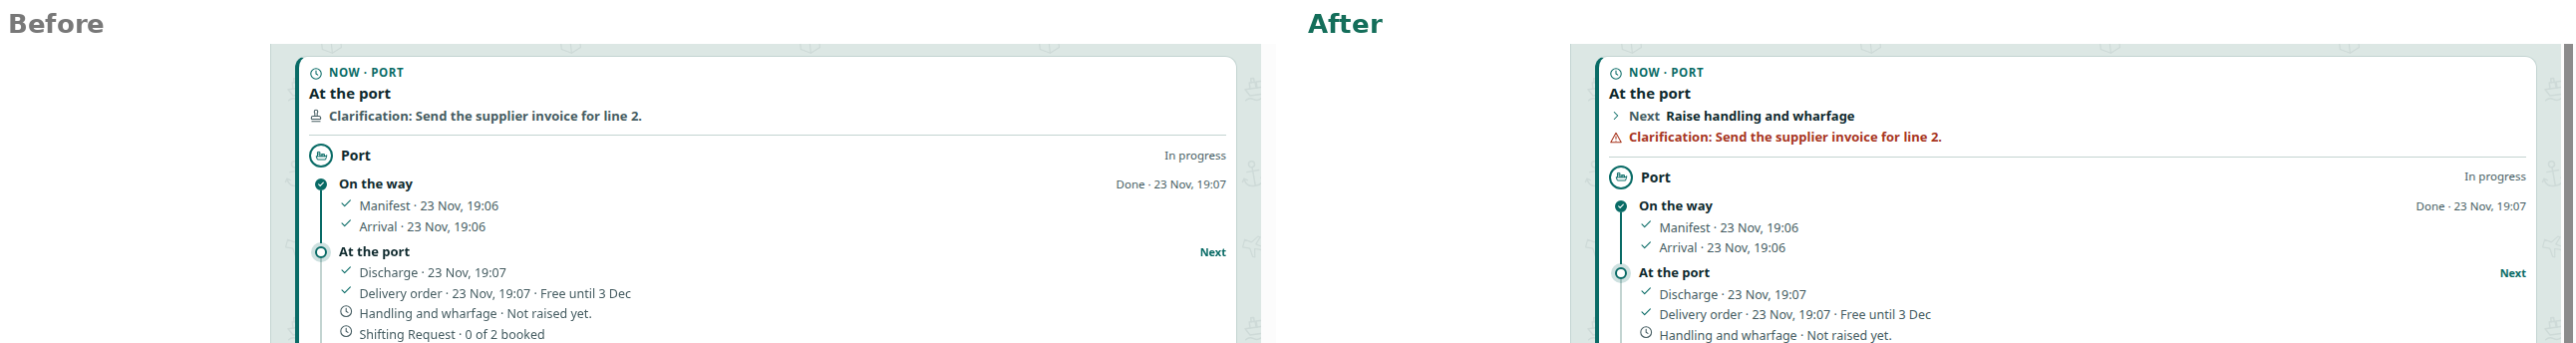 Before
NOW · PORT
At the port
Clarification: Send the supplier invoice for line 2.
Port
In progress
On the way
Done · 23 Nov, 19:07
Manifest · 23 Nov, 19:06
Arrival · 23 Nov, 19:06
At the port
Next
Discharge · 23 Nov, 19:07
Delivery order · 23 Nov, 19:07 · Free until 3 Dec
Handling and wharfage · Not raised yet.
Shifting Request · 0 of 2 booked
After
NOW · PORT
At the port
Next Raise handling and wharfage
Clarification: Send the supplier invoice for line 2.
Port
In progress
On the way
Done · 23 Nov, 19:07
Manifest · 23 Nov, 19:06
Arrival · 23 Nov, 19:06
At the port
Next
Discharge · 23 Nov, 19:07
Delivery order · 23 Nov, 19:07 · Free until 3 Dec
Handling and wharfage · Not raised yet.